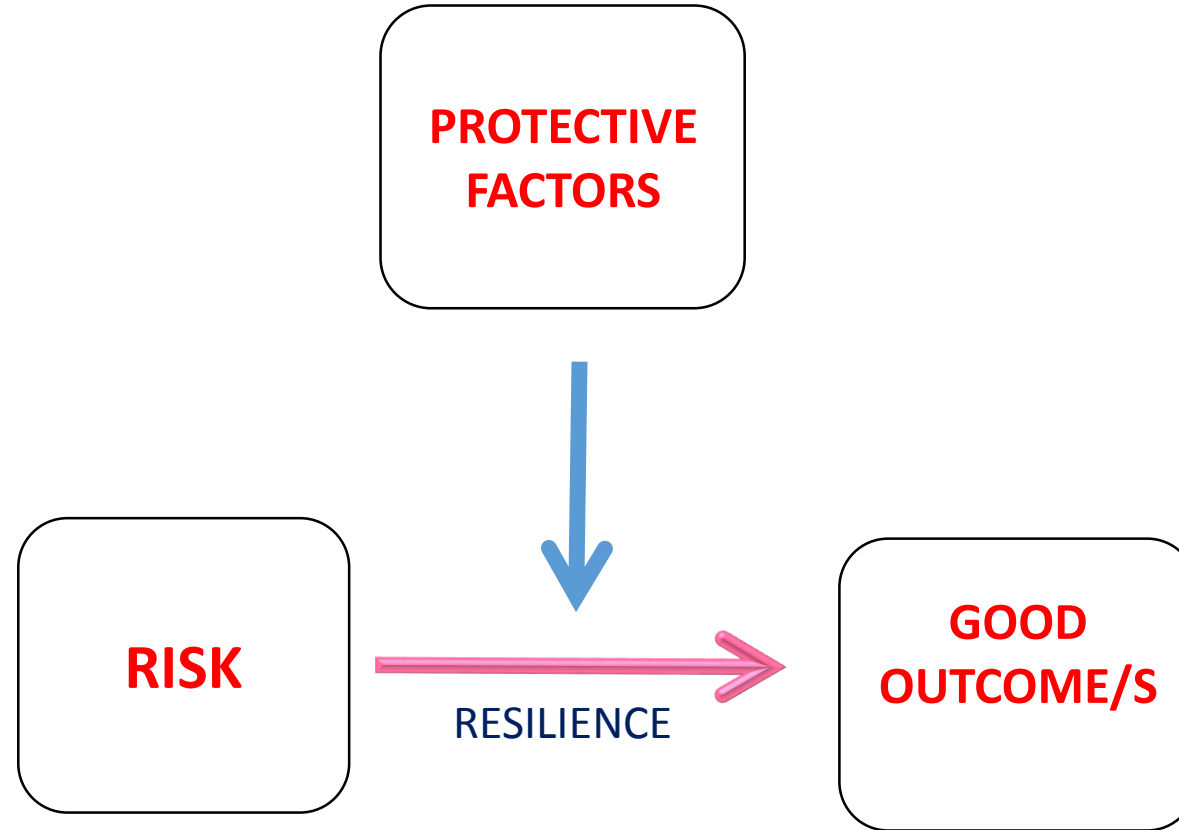 PROTECTIVE
FACTORS
RISK
RESILIENCE
GOOD
OUTCOME/S